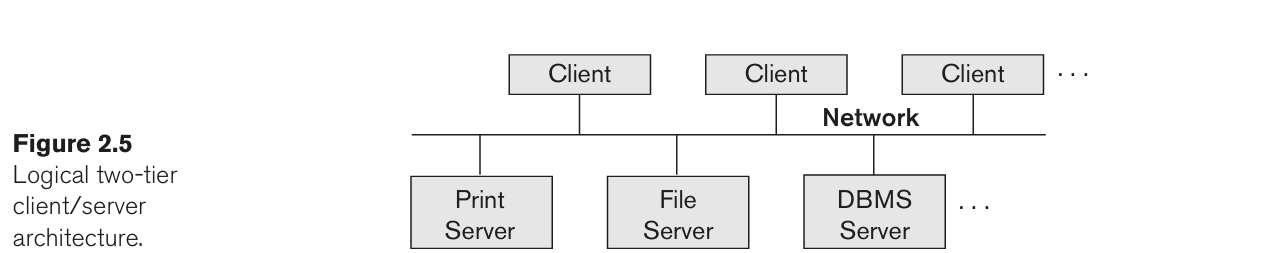 Client Client Client . . .
Network
Figure 2.5
Logical two-tier
client/server
architecture.
Print
Server
File
Server
DBMS
Server
. . .